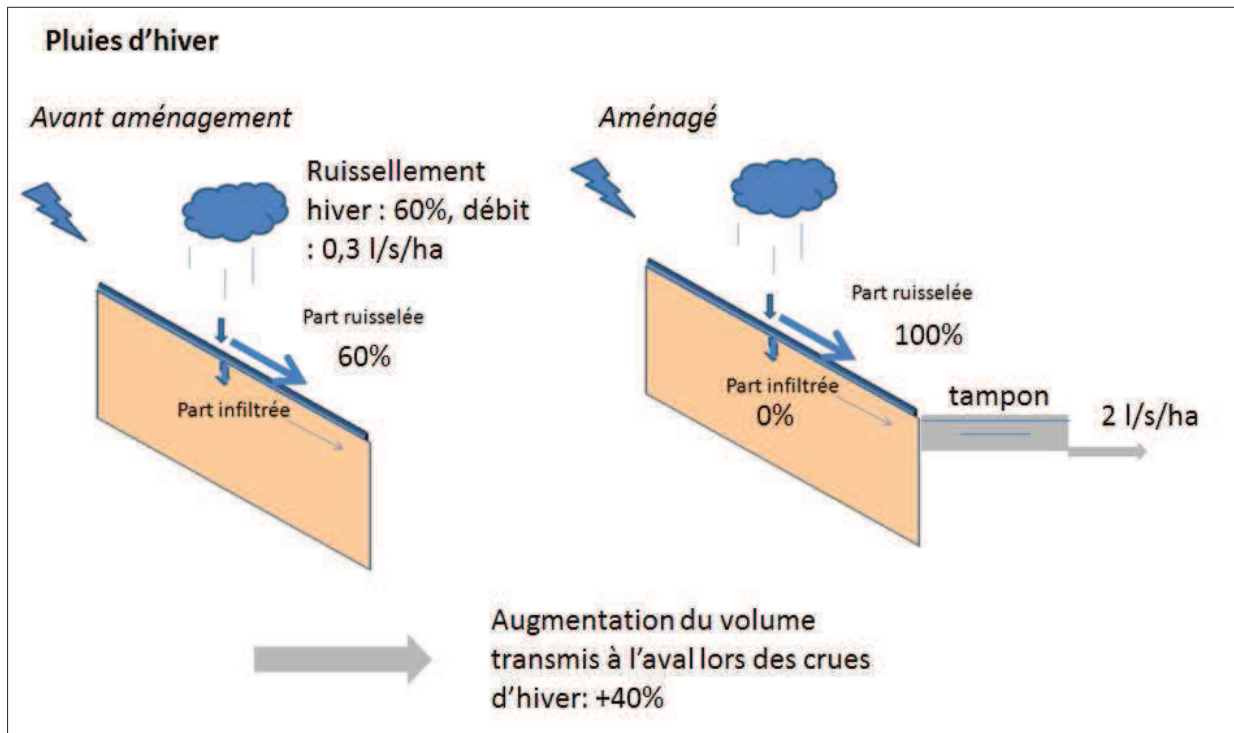 Pluies d'hiver
Avant aménagement
Ruissellement
hiver : 60%, débit
: 0,3 l/s/ha
Part ruisselée
60%
Part infiltrée
Aménagé
Part ruisselée
100%
Part infiltrée
0%
tampon
2 l/s/ha
Augmentation du volume
transmis à l'aval lors des crues
d'hiver: +40%